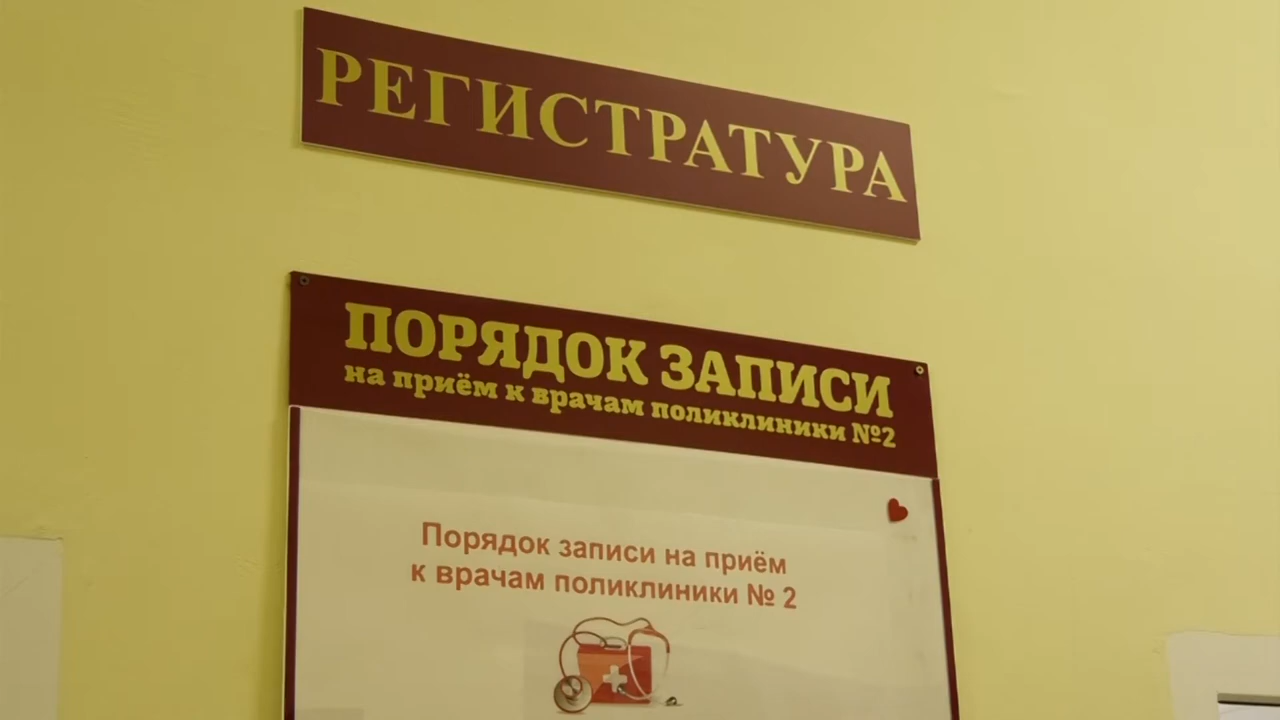 РЕГИСТРАТУРА
ПОРЯДОК ЗАПИСИ
на приём к врачам поликлиники №2
Порядок записи на приём
к врачам поликлиники № 2